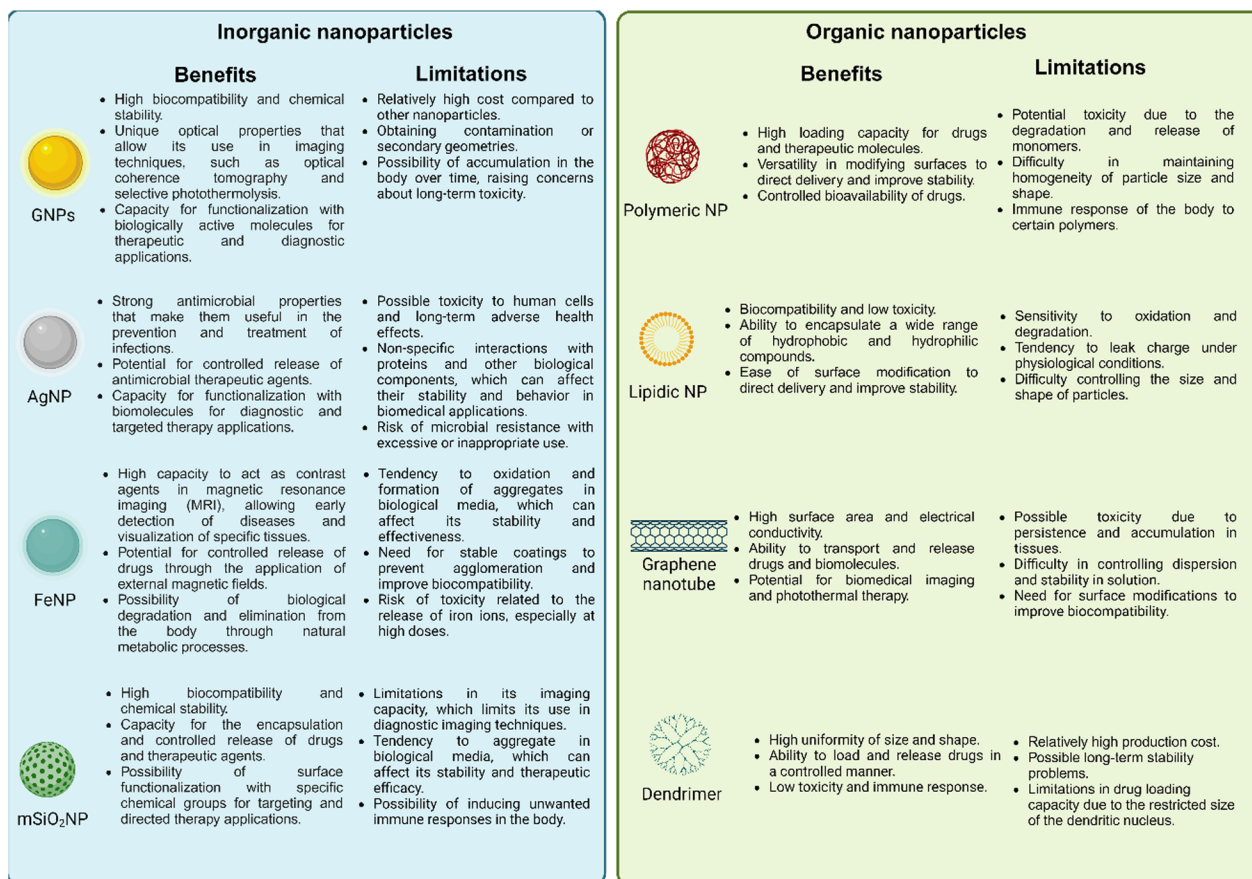 Inorganic nanoparticles
Benefits
Limitations
GNPs
• High biocompatibility and chemical
stability.
• Unique optical properties that
allow its use in imaging
techniques, such as optical
coherence tomography and
selective photothermolysis.
• Capacity for functionalization with
biologically active molecules for
therapeutic and diagnostic
applications.
• Relatively high cost compared to
other nanoparticles.
• Obtaining contamination or
secondary geometries.
• Possibility of accumulation in the
body over time, raising concerns
about long-term toxicity.
AgNP
• Strong antimicrobial properties
that make them useful in the
prevention and treatment of
infections.
• Potential for controlled release of
antimicrobial therapeutic agents.
• Capacity for functionalization with
biomolecules for diagnostic and
targeted therapy applications.
• Possible toxicity to human cells
and long-term adverse health
effects.
• Non-specific interactions with
proteins and other biological
components, which can affect
their stability and behavior in
biomedical applications.
• Risk of microbial resistance with
excessive or inappropriate use.
FeNP
• High capacity to act as contrast
agents in magnetic resonance
imaging (MRI), allowing early
detection of diseases and
visualization of specific tissues.
• Potential for controlled release of
drugs through the application of
external magnetic fields.
• Possibility of biological
degradation and elimination from
the body through natural
metabolic processes.
• Tendency to oxidation and
formation of aggregates in
biological media, which can
affect its stability and
effectiveness.
• Need for stable coatings to
prevent agglomeration and
improve biocompatibility.
• Risk of toxicity related to the
release of iron ions, especially at
high doses.
mSiO₂NP
• High biocompatibility and
chemical stability.
• Capacity for the encapsulation
and controlled release of drugs
and therapeutic agents.
• Possibility of surface
functionalization with specific
chemical groups for targeting and
directed therapy applications.
• Limitations in its imaging
capacity, which limits its use in
diagnostic imaging techniques.
• Tendency to aggregate in
biological media, which can
affect its stability and therapeutic
efficacy.
• Possibility of inducing unwanted
immune responses in the body.
Organic nanoparticles
Benefits
Limitations
Polymeric NP
• High loading capacity for drugs
and therapeutic molecules.
• Versatility in modifying surfaces to
direct delivery and improve stability.
• Controlled bioavailability of drugs.
• Potential toxicity due to the
degradation and release of
monomers.
• Difficulty in maintaining
homogeneity of particle size and
shape.
• Immune response of the body to
certain polymers.
Lipidic NP
• Biocompatibility and low toxicity.
• Ability to encapsulate a wide range
of hydrophobic and hydrophilic
compounds.
• Ease of surface modification to
direct delivery and improve stability.
• Sensitivity to oxidation and
degradation.
• Tendency to leak charge under
physiological conditions.
• Difficulty controlling the size and
shape of particles.
Graphene
nanotube
• High surface area and electrical
conductivity.
• Ability to transport and release
drugs and biomolecules.
• Potential for biomedical imaging
and photothermal therapy.
• Possible toxicity due to
persistence and accumulation in
tissues.
• Difficulty in controlling dispersion
and stability in solution.
• Need for surface modifications to
improve biocompatibility.
Dendrimer
• High uniformity of size and shape.
• Ability to load and release drugs in
a controlled manner.
• Low toxicity and immune response.
• Relatively high production cost.
• Possible long-term stability
problems.
• Limitations in drug loading
capacity due to the restricted size
of the dendritic nucleus.